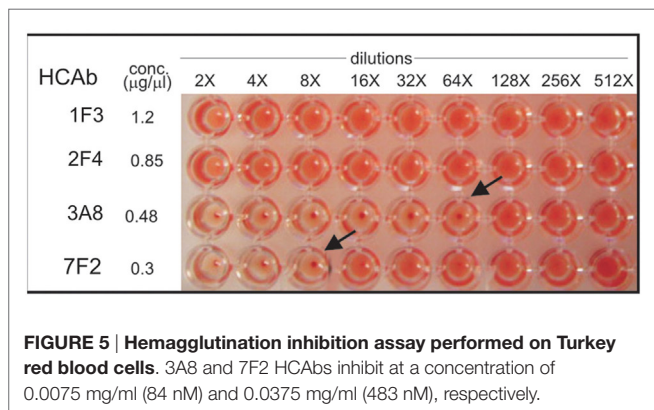 dilutions
HCAb conc. (μg/μl) 2X 4X 8X 16X 32X 64X 128X 256X 512X
1F3 1.2
2F4 0.85
3A8 0.48
7F2 0.3
FIGURE 5 | Hemagglutination inhibition assay performed on Turkey
red blood cells. 3A8 and 7F2 HCAbs inhibit at a concentration of
0.0075 mg/ml (84 nM) and 0.0375 mg/ml (483 nM), respectively.